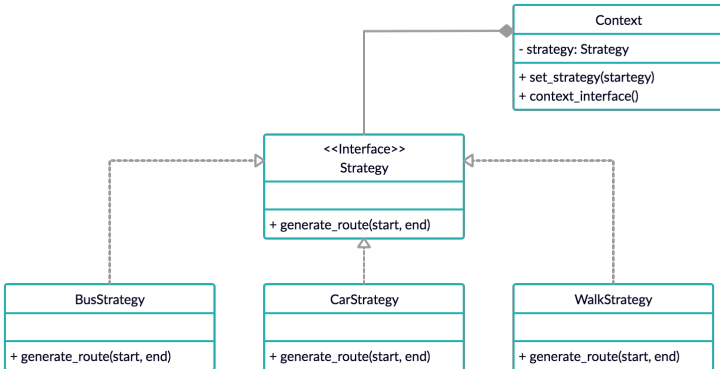 Context
- strategy: Strategy
+ set_strategy(startegy)
+ context_interface()
<<Interface>>
Strategy
+ generate_route(start, end)
BusStrategy
+ generate_route(start, end)
CarStrategy
+ generate_route(start, end)
WalkStrategy
+ generate_route(start, end)